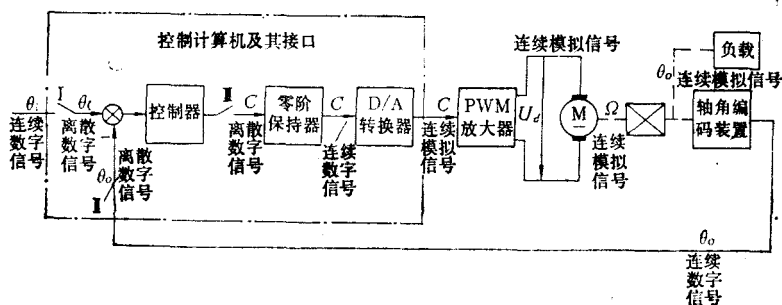 控制计算机及其接口
连续模拟信号
负载
θi
I
θi
控制器
II
C
零阶
保持器
C
D/A
转换器
C
PWM
放大器
Ud
M
Ω
θo
连续模拟信号
轴角编
码装置
连续
数字
信号
离散
数字
信号
离散
数字
信号
θo
II
离散
数字
信号
连续
数字
信号
连续
模拟
信号
连续
模拟
信号
θo
连续
数字
信号